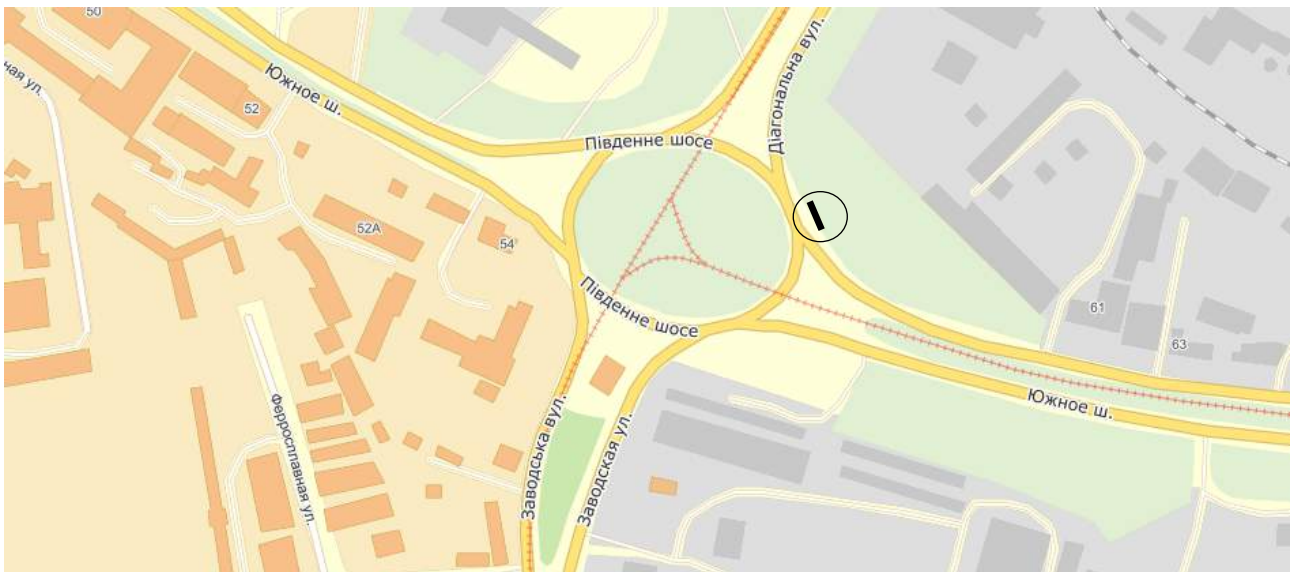 50
ная ул.
Южное ш.
52
52А
54
Південне шосе
Діагональна вул.
61
63
Південне шосе
Южное ш.
Ферросплавная ул.
Заводська вул.
Заводская ул.